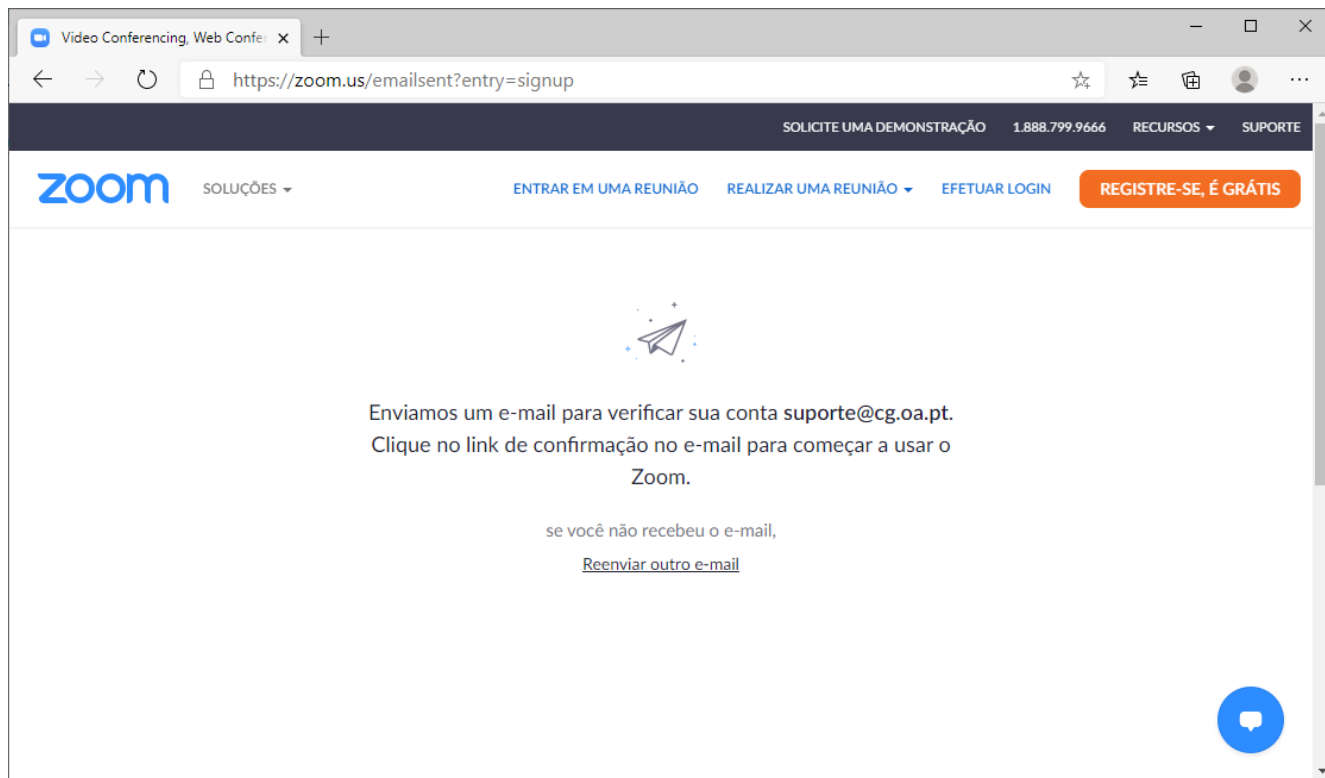 Video Conferencing, Web Confer
https://zoom.us/emailsent?entry=signup
SOLICITE UMA DEMONSTRAÇÃO 1.888.799.9666 RECURSOS SUPORTE
zoom SOLUÇÕES ENTRAR EM UMA REUNIÃO REALIZAR UMA REUNIÃO EFETUAR LOGIN REGISTRE-SE, É GRÁTIS
Enviamos um e-mail para verificar sua conta suporte@cg.oa.pt.
Clique no link de confirmação no e-mail para começar a usar o
Zoom.
se você não recebeu o e-mail,
Reenviar outro e-mail